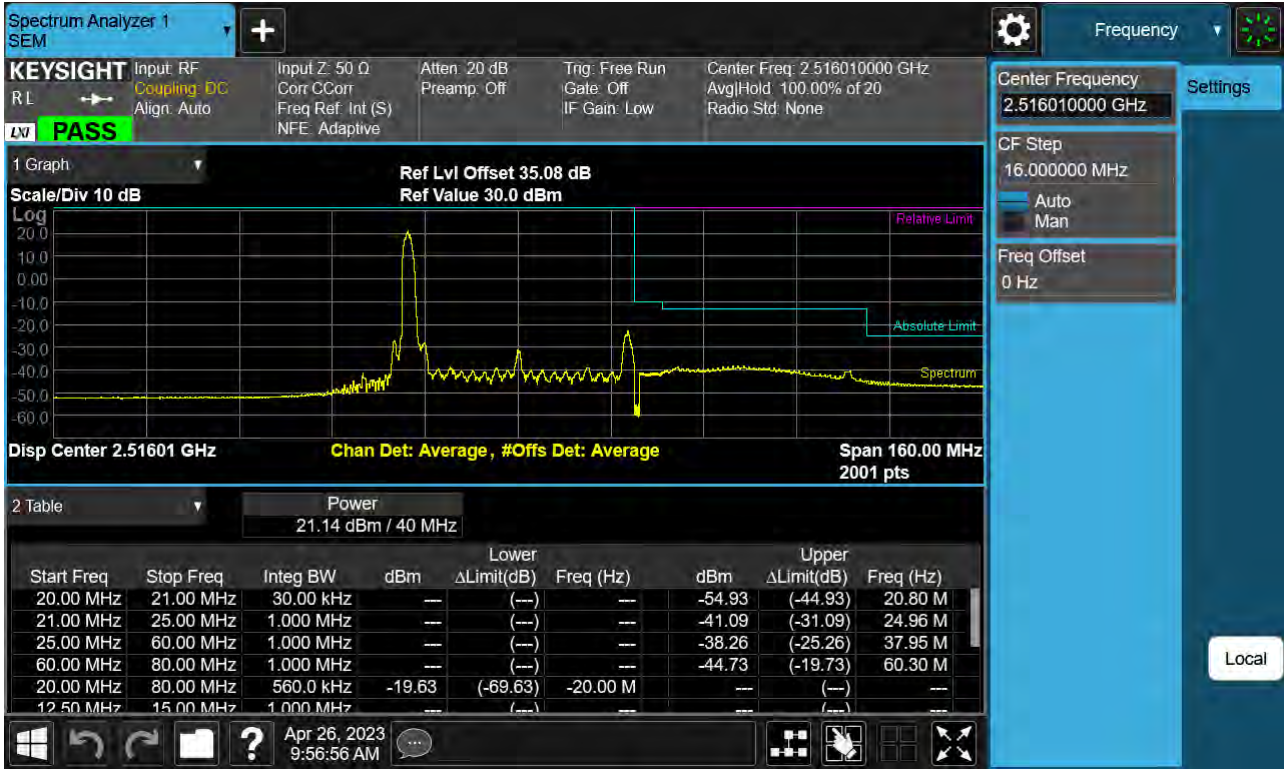 Spectrum Analyzer 1
SEM
Frequency
KEYSIGHT Input: RF Input Z: 50 Ω Atten: 20 dB Trig: Free Run Center Freq: 2.516010000 GHz
RL Coupling: DC Corr CCorr Preamp: Off Gate: Off Avg|Hold: 100.00% of 20
Align: Auto Freq Ref: Int (S) IF Gain: Low Radio Std: None
LXI PASS NFE: Adaptive
Center Frequency
2.516010000 GHz
Settings
CF Step
16.000000 MHz
Auto
Man
Freq Offset
0 Hz
Local
1 Graph
Ref Lvl Offset 35.08 dB
Scale/Div 10 dB Ref Value 30.0 dBm
Log
Relative Limit
20.0
10.0
0.00
-10.0
-20.0
Absolute Limit
-30.0
-40.0
Spectrum
-50.0
-60.0
Disp Center 2.51601 GHz Chan Det: Average, #Offs Det: Average Span 160.00 MHz
2001 pts
2 Table
Power
21.14 dBm / 40 MHz
Lower Upper
Start Freq Stop Freq Integ BW dBm ΔLimit(dB) Freq (Hz) dBm ΔLimit(dB) Freq (Hz)
20.00 MHz 21.00 MHz 30.00 kHz --- (---) --- -54.93 (-44.93) 20.80 M
21.00 MHz 25.00 MHz 1.000 MHz --- (---) --- -41.09 (-31.09) 24.96 M
25.00 MHz 60.00 MHz 1.000 MHz --- (---) --- -38.26 (-25.26) 37.95 M
60.00 MHz 80.00 MHz 1.000 MHz --- (---) --- -44.73 (-19.73) 60.30 M
20.00 MHz 80.00 MHz 560.0 kHz -19.63 (-69.63) -20.00 M --- (---) ---
12.50 MHz 15.00 MHz 1.000 MHz --- (---) --- --- (---) ---
Apr 26, 2023
9:56:56 AM